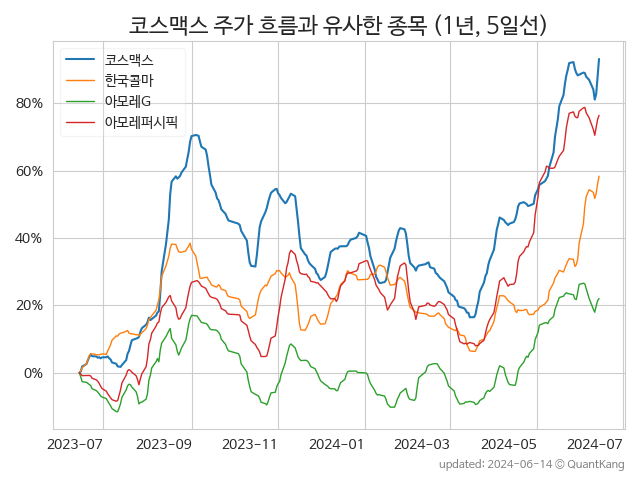 코스맥스 주가 흐름과 유사한 종목 (1년, 5일선)
코스맥스
한국콜마
아모레G
아모레퍼시픽
80%
60%
40%
20%
0%
2023-07 2023-09 2023-11 2024-01 2024-03 2024-05 2024-07
updated: 2024-06-14 © QuantKang